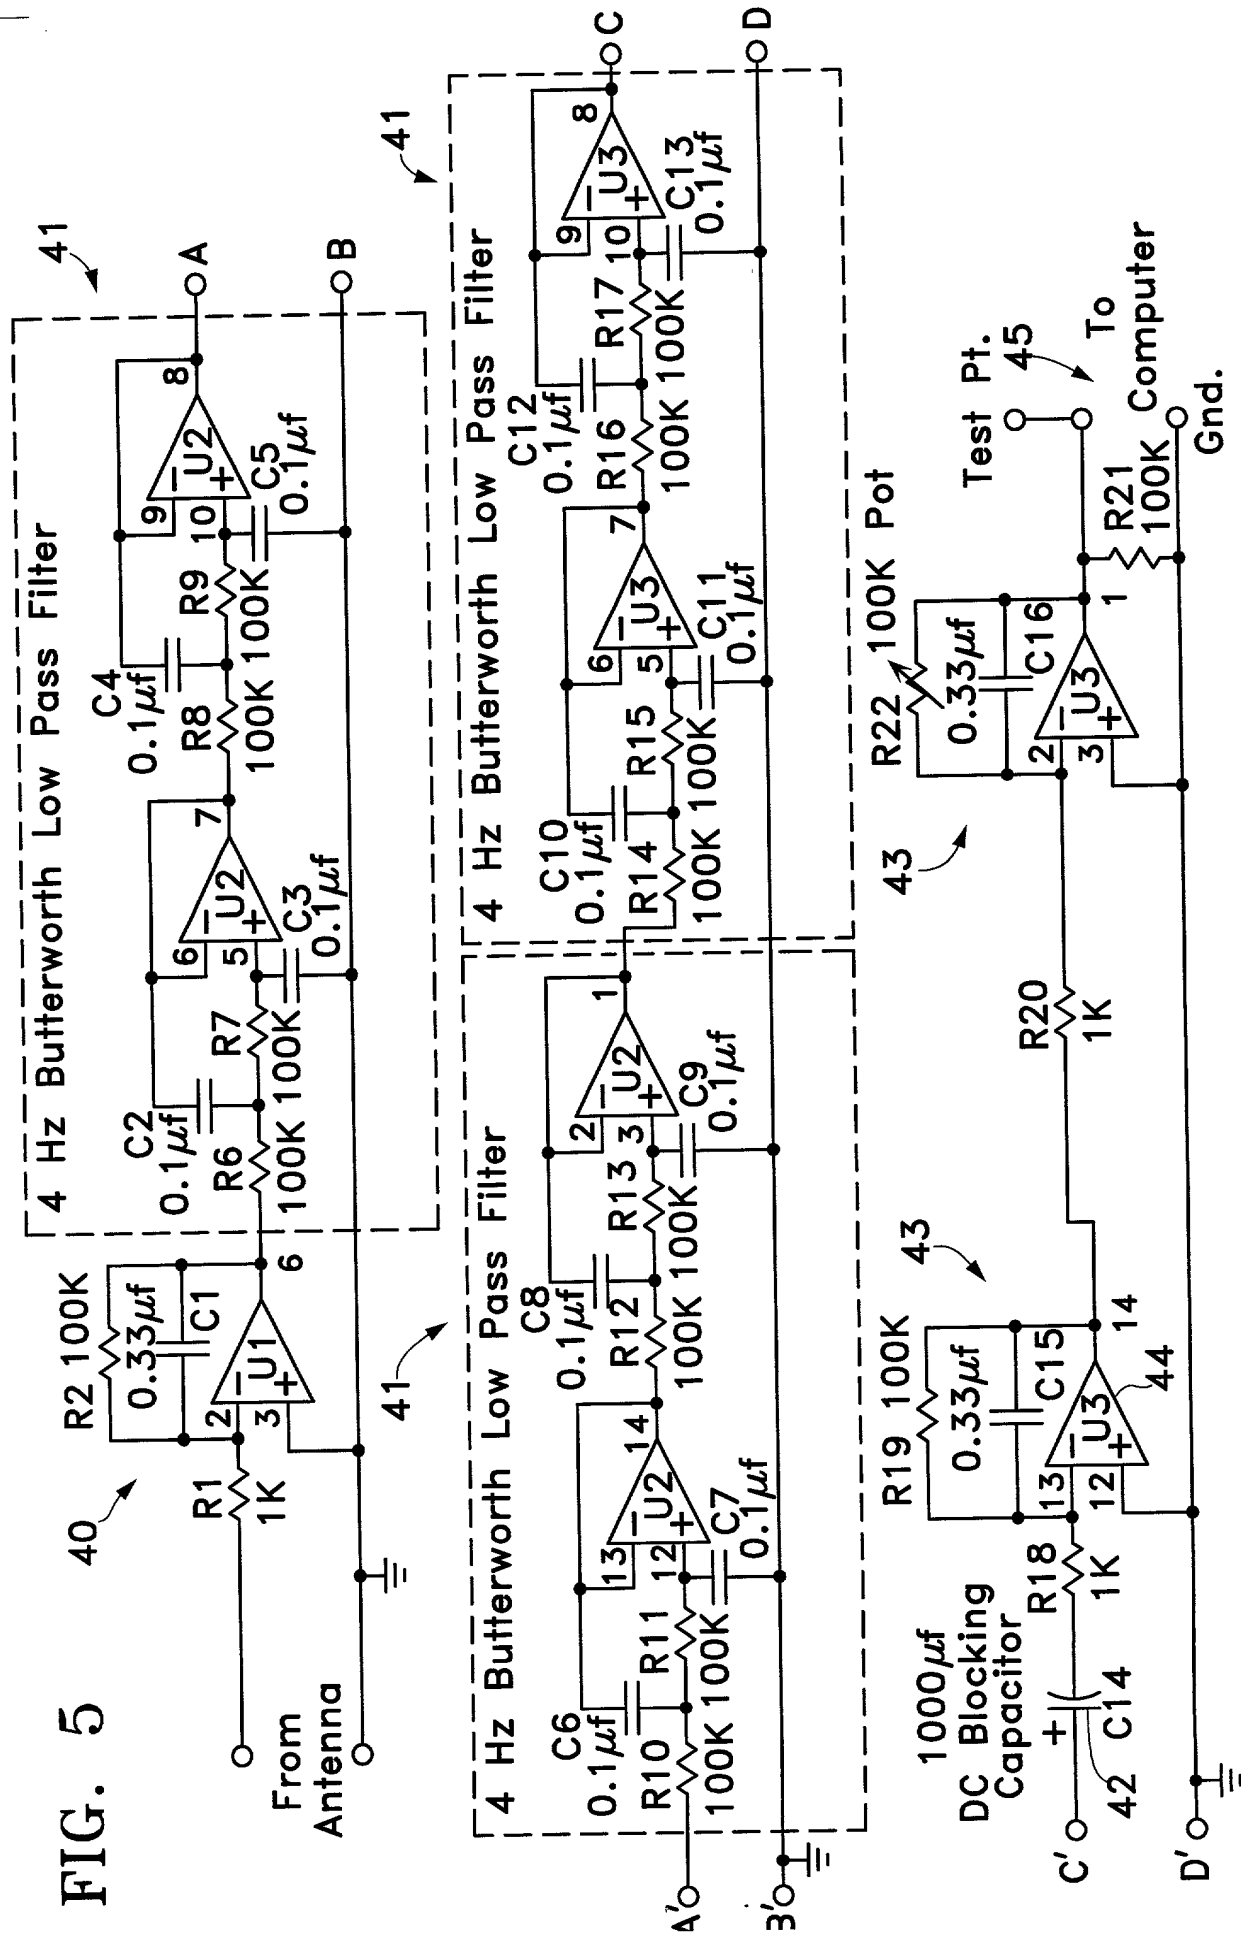 FIG. 5
4 Hz Butterworth Low Pass Filter
41
40
R2 100K
0.33µf
C1
C2
0.1µf
C4
0.1µf
From
Antenna
R1
1K
2
3
U1
6
R6
100K
R7
100K
6
5
U2
7
C3
0.1µf
R8
100K
R9
100K
9
10
U2
8
C5
0.1µf
A
B
4 Hz Butterworth Low Pass Filter
41
4 Hz Butterworth Low Pass Filter
41
A'
B'
C6
0.1µf
R10
100K
R11
100K
13
12
U2
14
C7
0.1µf
C8
0.1µf
R12
100K
R13
100K
2
3
U2
1
C9
0.1µf
C10
0.1µf
R14
100K
R15
100K
6
5
U3
7
C11
0.1µf
C12
0.1µf
R16
100K
R17
100K
9
10
U3
8
C13
0.1µf
C
D
1000µf
DC Blocking
Capacitor
C'
D'
42
+
C14
R18
1K
R19 100K
0.33µf
C15
13
12
U3
14
44
43
R20
1K
43
R22
100K Pot
0.33µf
C16
2
3
U3
1
R21
100K
Test Pt.
45
To
Computer
Gnd.